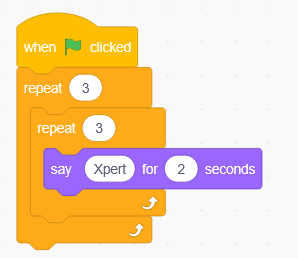 when clicked
repeat 3
repeat 3
say Xpert for 2 seconds